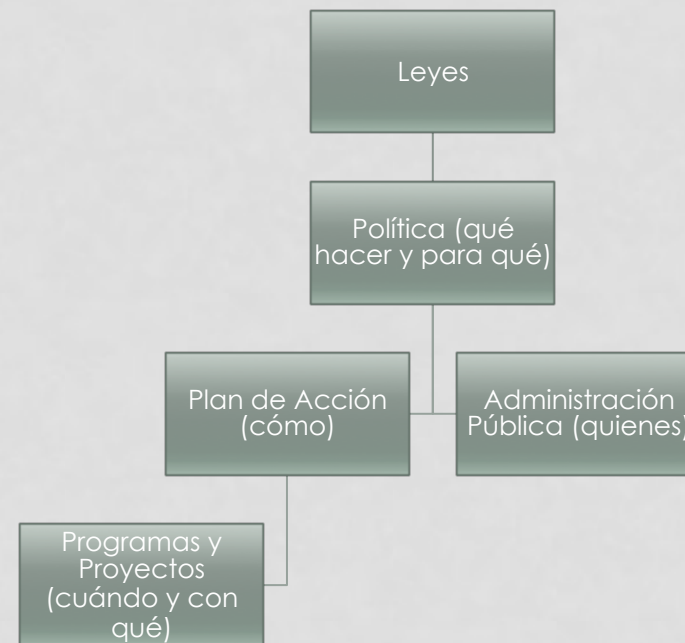 Leyes
Política (qué
hacer y para qué)
Plan de Acción
(cómo)
Administración
Pública (quienes)
Programas y
Proyectos
(cuándo y con
qué)